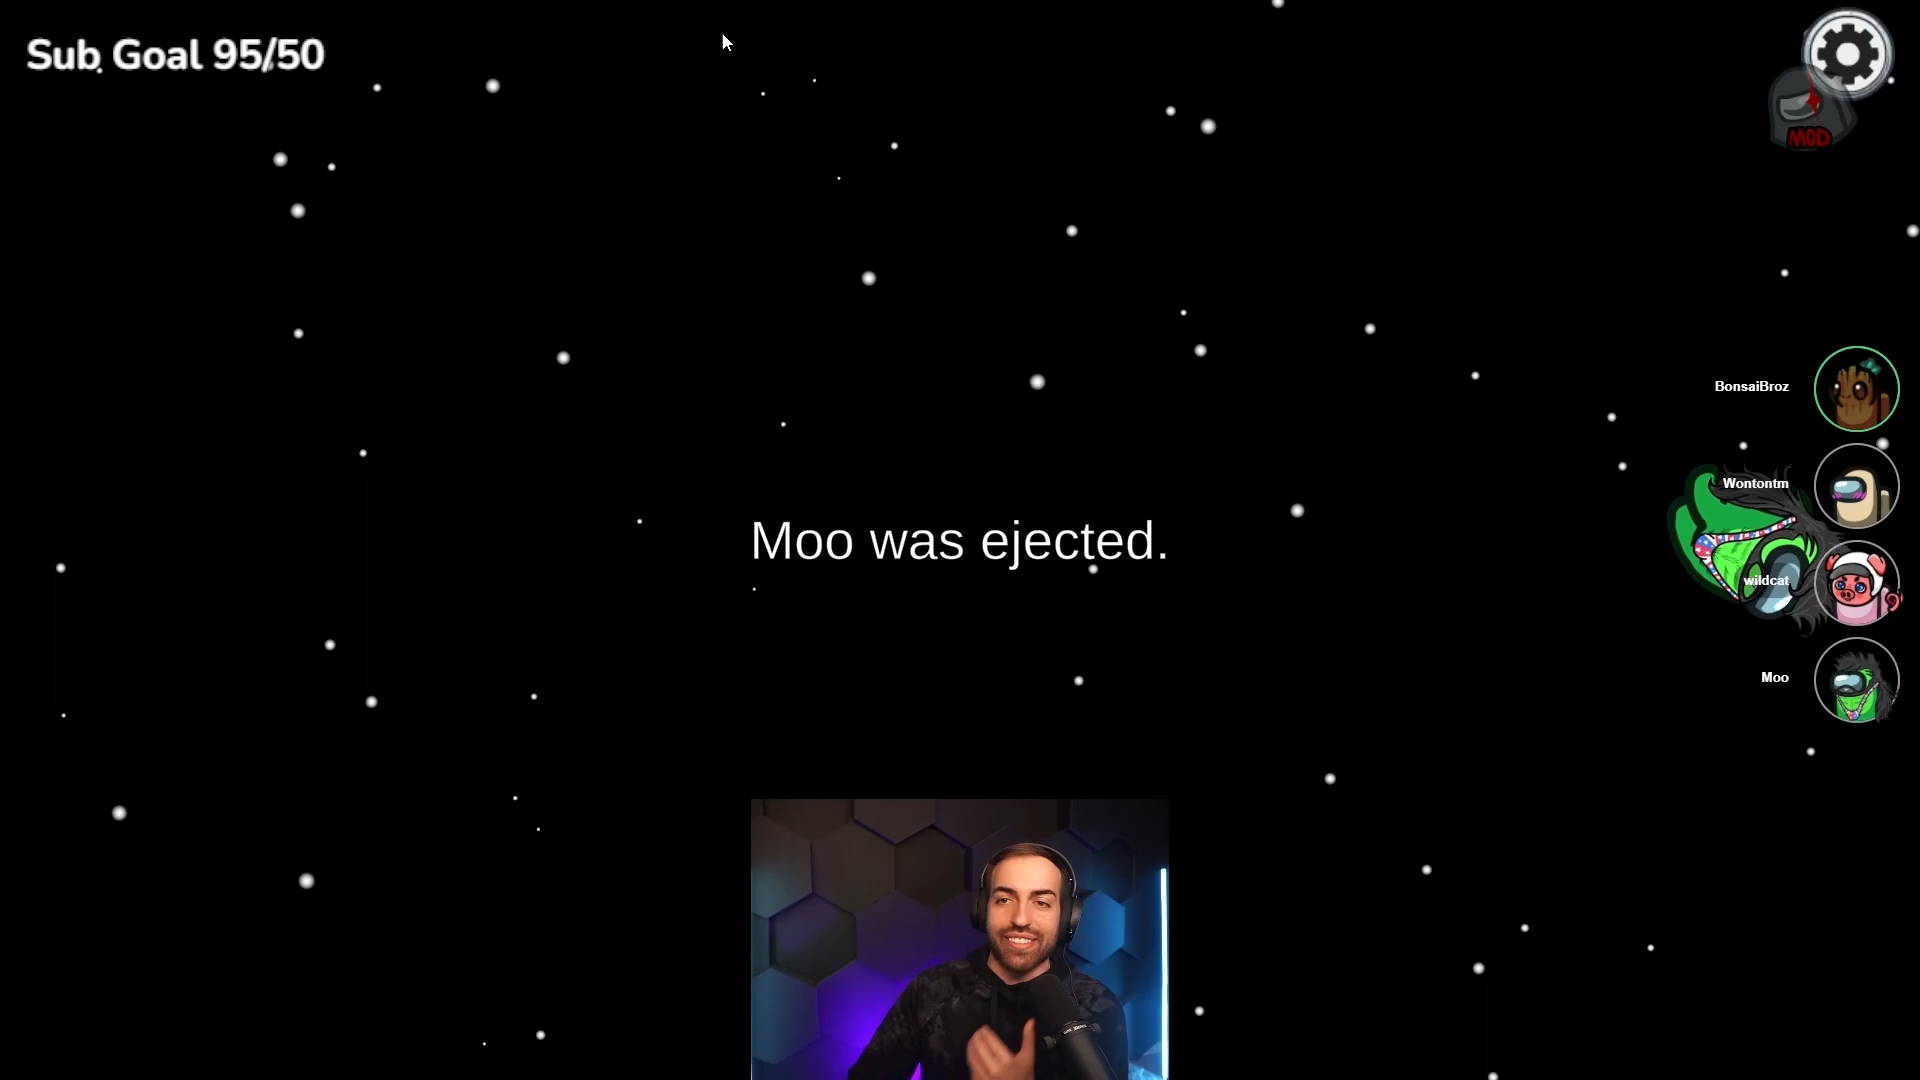 Sub Goal 95/50
MOD
BonsaiBroz
Wontontm
Moo was ejected.
wildcat
Moo